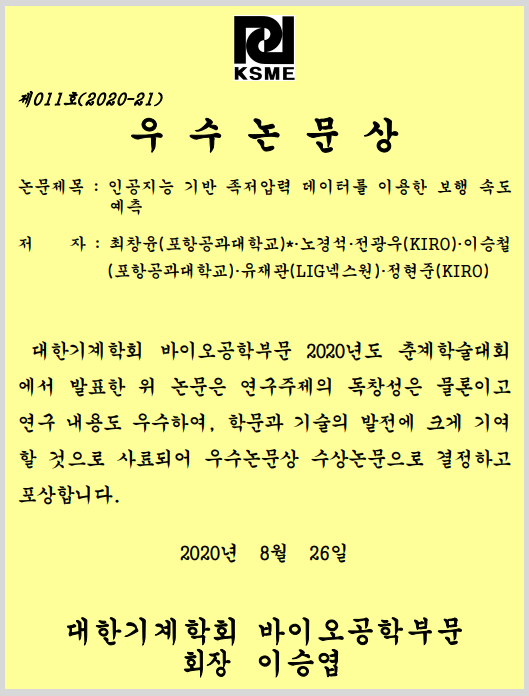 KSME
제011호(2020-21)
우 수 논 문 상
논문제목 : 인공지능 기반 족저압력 데이터를 이용한 보행 속도
예측
저 자 : 최창윤(포항공과대학교)*·노경석·전광우(KIRO)·이승철
(포항공과대학교)·유재관(LIG넥스원)·정현준(KIRO)
대한기계학회 바이오공학부문 2020년도 춘계학술대회
에서 발표한 위 논문은 연구주제의 독창성은 물론이고
연구 내용도 우수하여, 학문과 기술의 발전에 크게 기여
할 것으로 사료되어 우수논문상 수상논문으로 결정하고
포상합니다.
2020년 8월 26일
대한기계학회 바이오공학부문
회장 이승엽